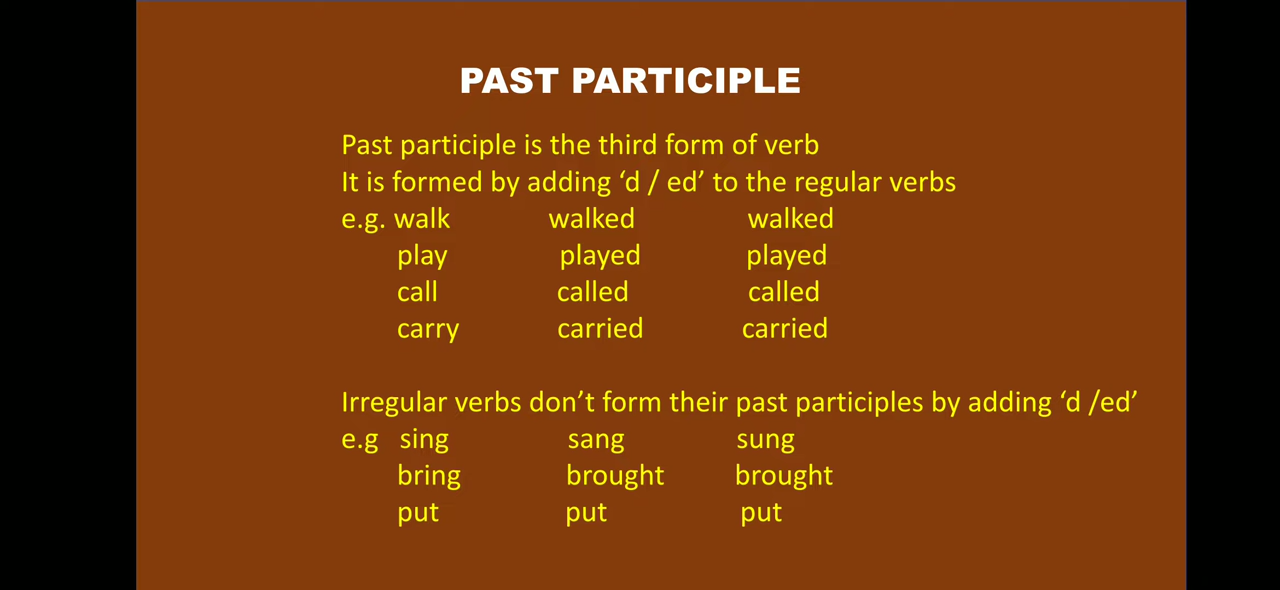 PAST PARTICIPLE
Past participle is the third form of verb
It is formed by adding ‘d / ed’ to the regular verbs
e.g. walk walked walked
play played played
call called called
carry carried carried
Irregular verbs don’t form their past participles by adding ‘d /ed’
e.g sing sang sung
bring brought brought
put put put